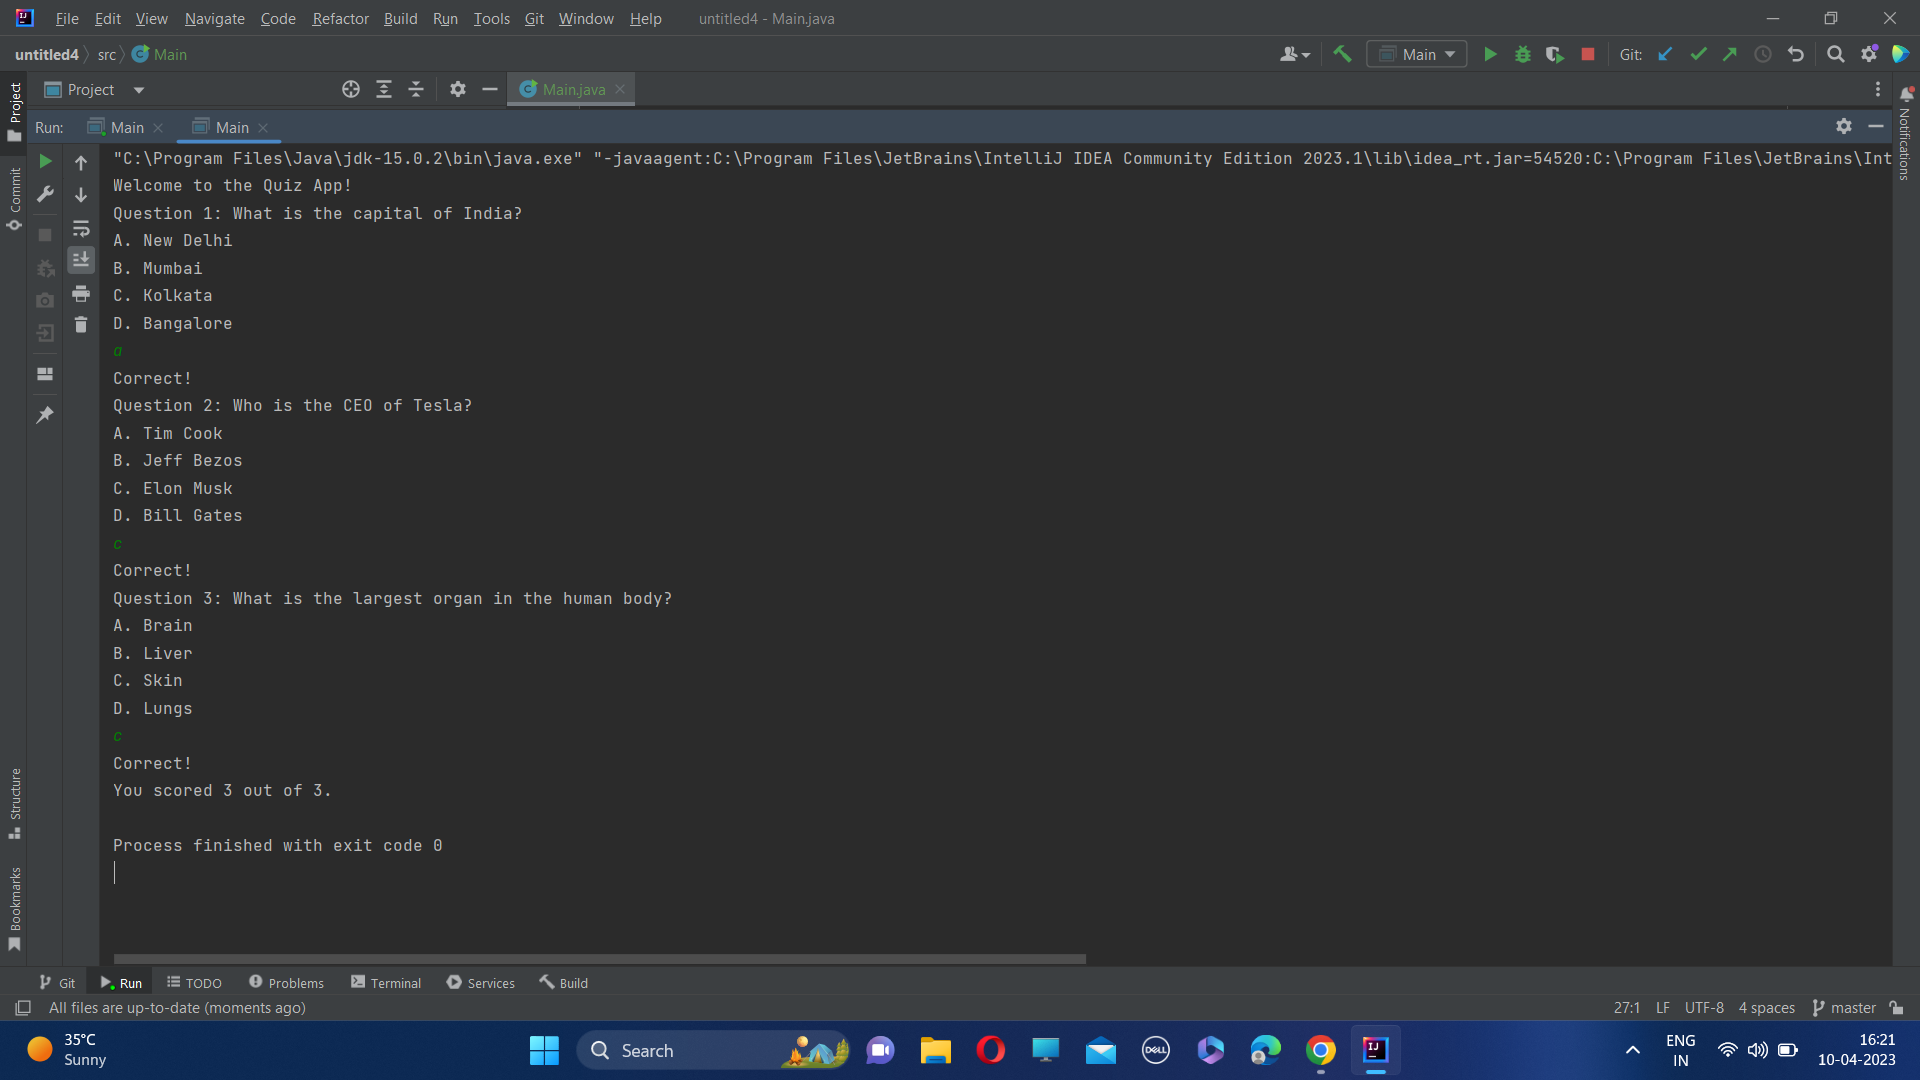 File Edit View Navigate Code Refactor Build Run Tools Git Window Help untitled4 - Main.java
untitled4 src Main Main Git:
Project Main.java
Run: Main Main
"C:\Program Files\Java\jdk-15.0.2\bin\java.exe" "-javaagent:C:\Program Files\JetBrains\IntelliJ IDEA Community Edition 2023.1\lib\idea_rt.jar=54520:C:\Program Files\JetBrains\Int
Welcome to the Quiz App!
Question 1: What is the capital of India?
A. New Delhi
B. Mumbai
C. Kolkata
D. Bangalore
a
Correct!
Question 2: Who is the CEO of Tesla?
A. Tim Cook
B. Jeff Bezos
C. Elon Musk
D. Bill Gates
c
Correct!
Question 3: What is the largest organ in the human body?
A. Brain
B. Liver
C. Skin
D. Lungs
c
Correct!
You scored 3 out of 3.
Process finished with exit code 0
Project
Commit
Structure
Bookmarks
Notifications
Git Run TODO Problems Terminal Services Build
All files are up-to-date (moments ago) 27:1 LF UTF-8 4 spaces master
35°C
Sunny
Search
DELL
ENG
IN
16:21
10-04-2023